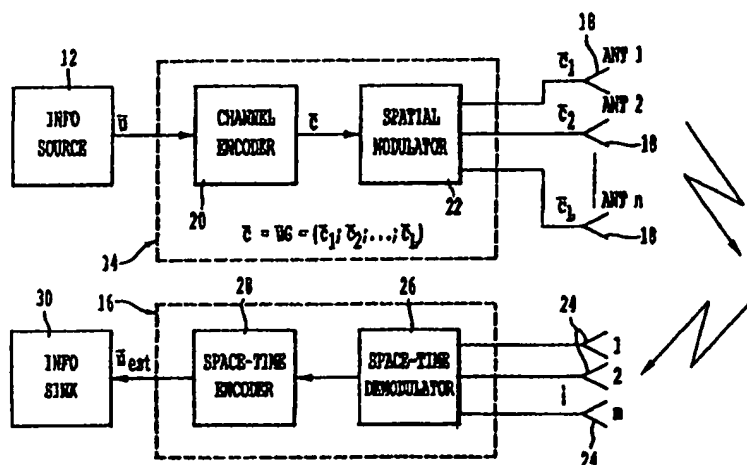 12
INFO
SOURCE
ū
CHANNEL
ENCODER
20
c̄
SPATIAL
MODULATOR
22
c̄ = ūG = (c̄1; c̄2; ...; c̄L)
14
18
c̄1
ANT 1
c̄2
ANT 2
18
c̄L
ANT n
18
30
INFO
SINK
ūest
16
28
SPACE-TIME
ENCODER
26
SPACE-TIME
DEMODULATOR
24
1
2
m
24